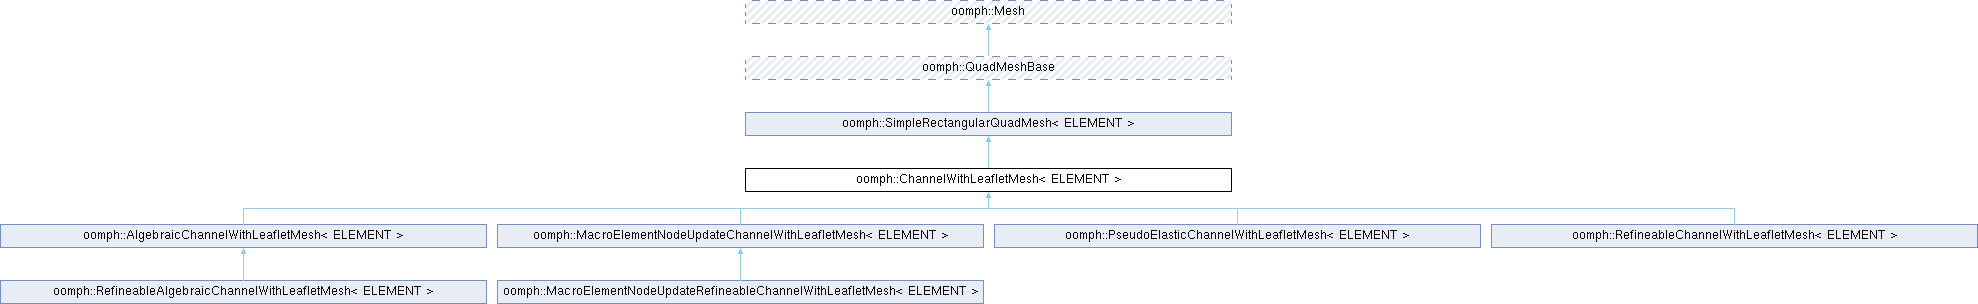 oomph::Mesh
oomph::QuadMeshBase
oomph::SimpleRectangularQuadMesh< ELEMENT >
oomph::ChannelWithLeafletMesh< ELEMENT >
oomph::AlgebraicChannelWithLeafletMesh< ELEMENT >
oomph::MacroElementNodeUpdateChannelWithLeafletMesh< ELEMENT >
oomph::PseudoElasticChannelWithLeafletMesh< ELEMENT >
oomph::RefineableChannelWithLeafletMesh< ELEMENT >
oomph::RefineableAlgebraicChannelWithLeafletMesh< ELEMENT >
oomph::MacroElementNodeUpdateRefineableChannelWithLeafletMesh< ELEMENT >